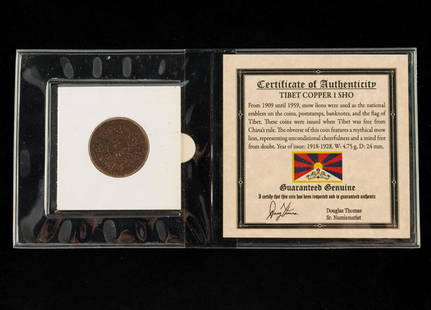 Certificate of Authenticity
TIBET COPPER 1 SHO
From 1909 until 1959, snow lions were used as the national
emblem on the coins, poststamps, banknotes, and the flag of
Tibet. These coins were issued when Tibet was free from
China's rule. The obverse of this coin features a mythical snow
lion, representing unconditional cheerfulness and a mind free
from doubt. Year of issue: 1918-1928, W: 4.75 g, D: 24 mm,
Guaranteed Genuine
I certify that this coin has been inspected and is guaranteed authentic
Douglas Thomas
Sr. Numismatist